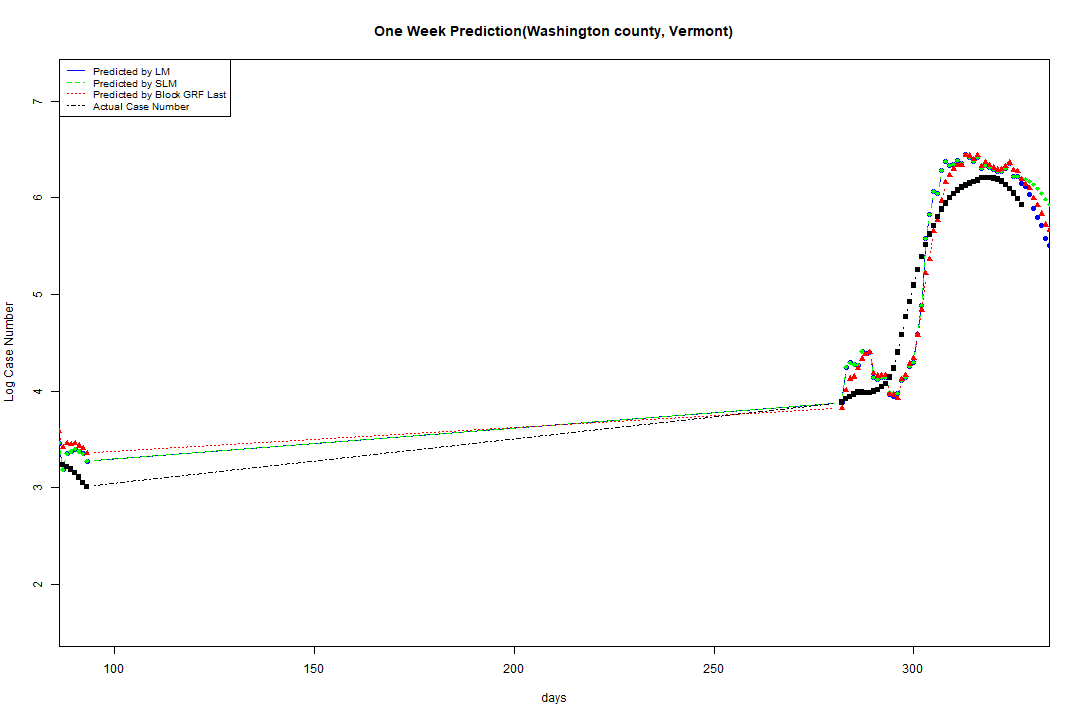 One Week Prediction(Washington county, Vermont)
Predicted by LM
Predicted by SLM
Predicted by Block GRF Last
Actual Case Number
7
6
5
4
3
2
Log Case Number
100 150 200 250 300
days